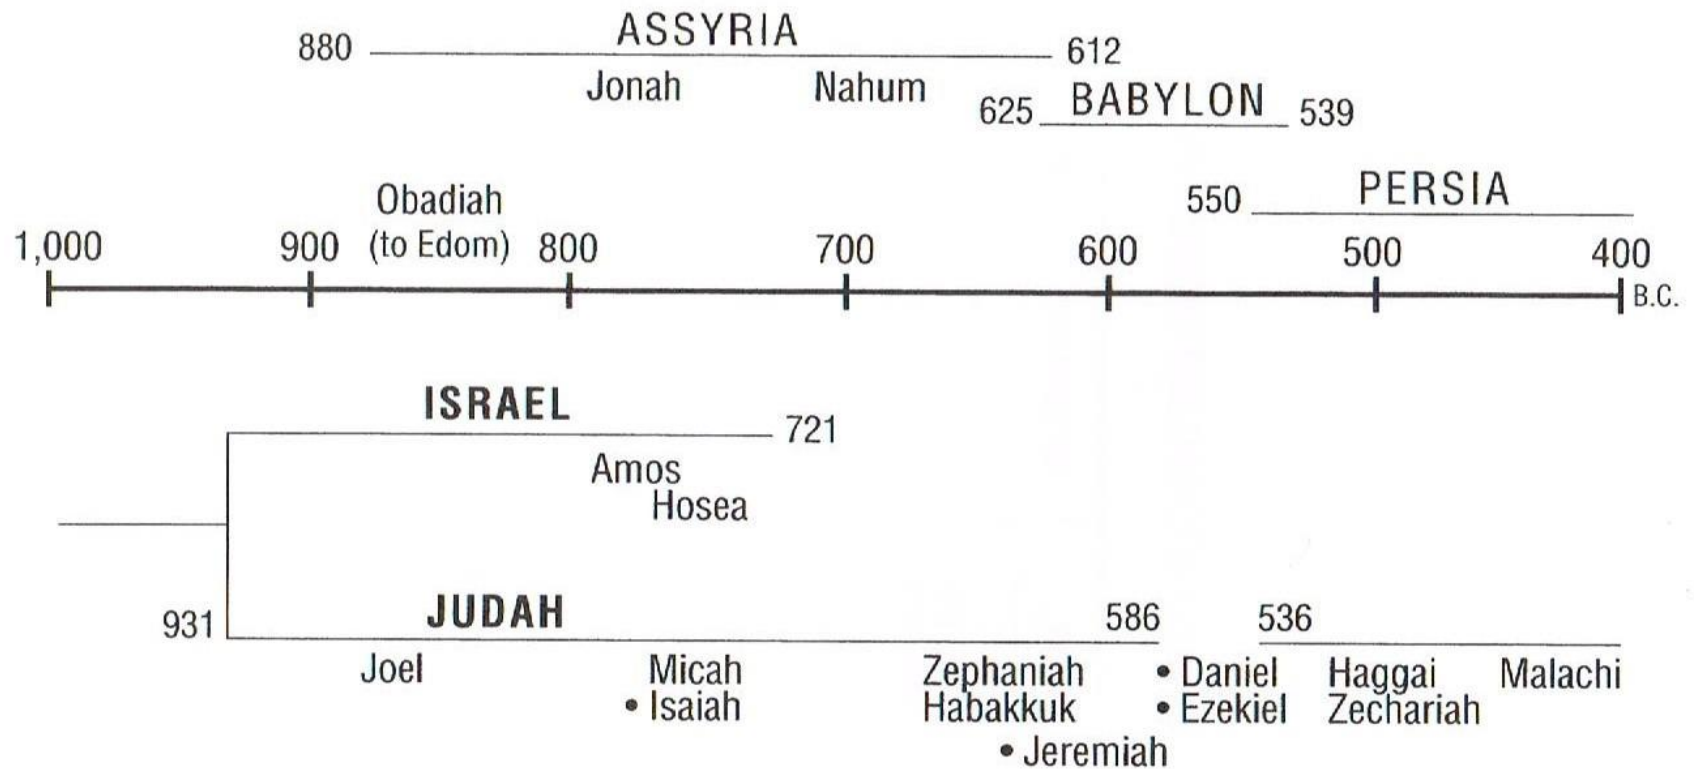 ASSYRIA
880 612
Jonah Nahum
625 BABYLON 539
Obadiah
(to Edom)
550 PERSIA
1,000 900 800 700 600 500 400
B.C.
ISRAEL
721
Amos
Hosea
931 JUDAH 586 536
Joel Micah Zephaniah • Daniel Haggai Malachi
• Isaiah Habakkuk • Ezekiel Zechariah
• Jeremiah